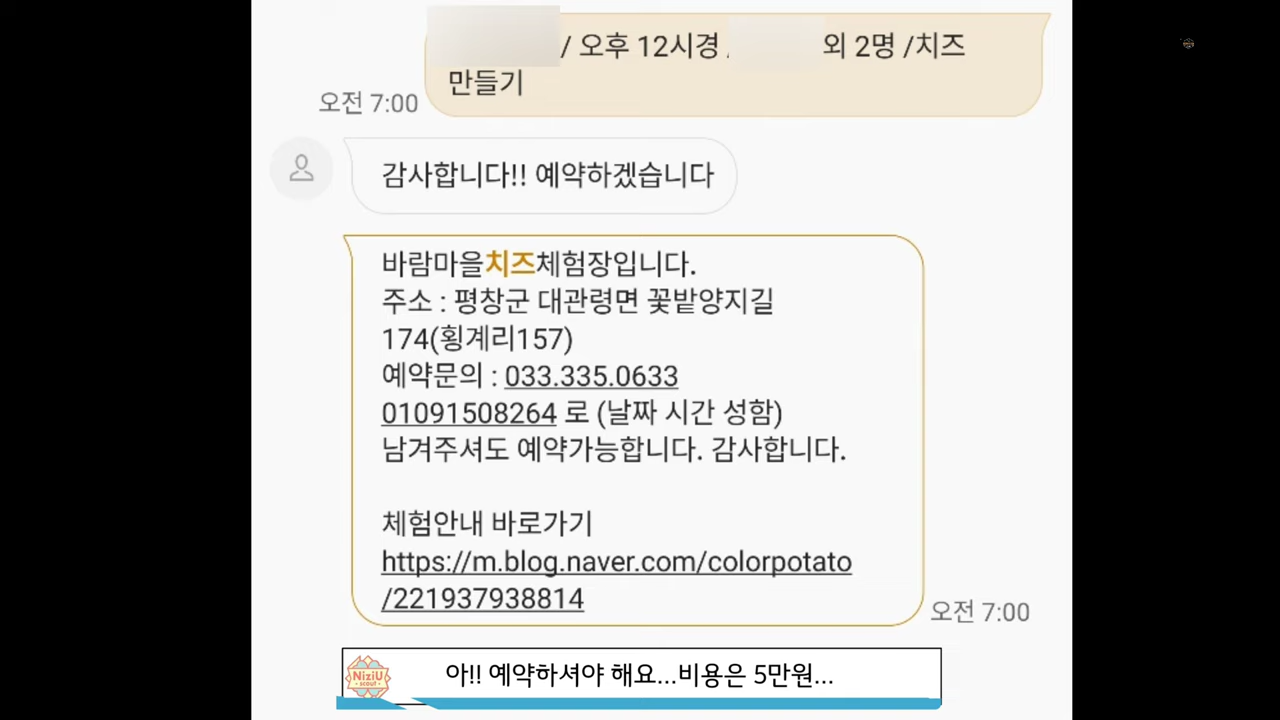 / 오후 12시경 / 외 2명 /치즈
만들기
오전 7:00
감사합니다!! 예약하겠습니다
바람마을치즈체험장입니다.
주소 : 평창군 대관령면 꽃밭양지길
174(횡계리157)
예약문의 : 033.335.0633
01091508264 로 (날짜 시간 성함)
남겨주셔도 예약가능합니다. 감사합니다.
체험안내 바로가기
https://m.blog.naver.com/colorpotato
/221937938814
오전 7:00
NiziU
scout
아!! 예약하셔야 해요...비용은 5만원...